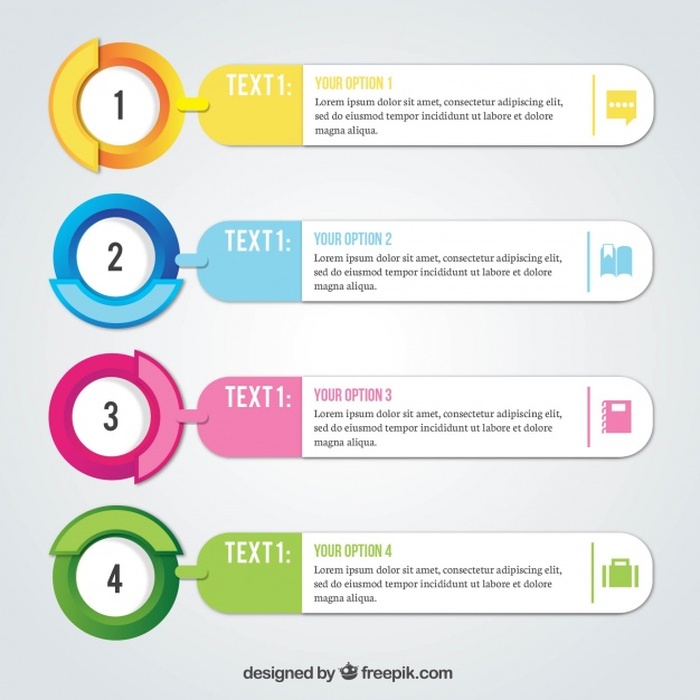 1
TEXT1:
YOUR OPTION 1
Lorem ipsum dolor sit amet, consectetur adipiscing elit,
sed do eiusmod tempor incididunt ut labore et dolore
magna aliqua.
2
TEXT1:
YOUR OPTION 2
Lorem ipsum dolor sit amet, consectetur adipiscing elit,
sed do eiusmod tempor incididunt ut labore et dolore
magna aliqua.
3
TEXT1:
YOUR OPTION 3
Lorem ipsum dolor sit amet, consectetur adipiscing elit,
sed do eiusmod tempor incididunt ut labore et dolore
magna aliqua.
4
TEXT1:
YOUR OPTION 4
Lorem ipsum dolor sit amet, consectetur adipiscing elit,
sed do eiusmod tempor incididunt ut labore et dolore
magna aliqua.
designed by freepik.com